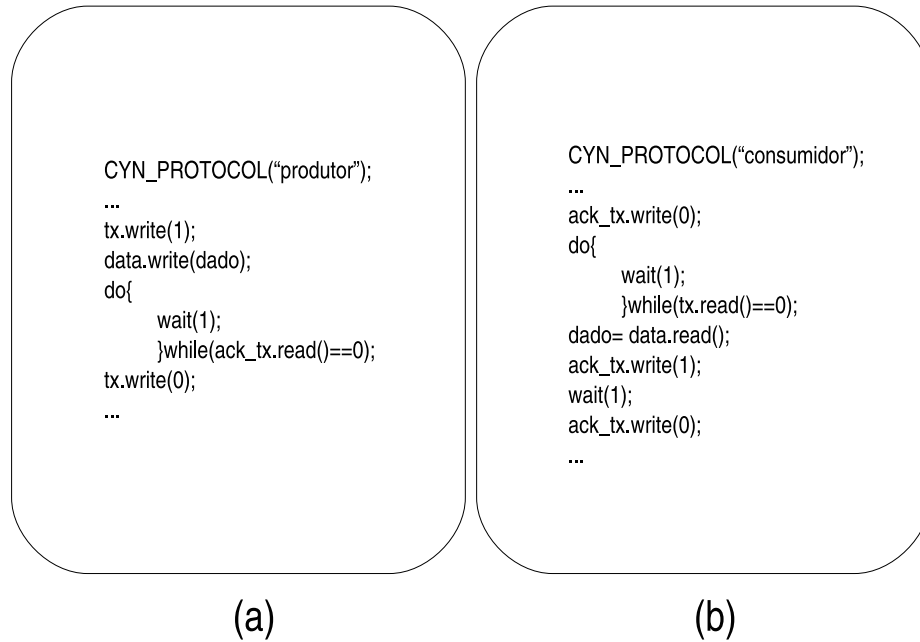 CYN_PROTOCOL(“produtor”);
...
tx.write(1);
data.write(dado);
do{
wait(1);
}while(ack_tx.read()==0);
tx.write(0);
...
(a)
CYN_PROTOCOL(“consumidor”);
...
ack_tx.write(0);
do{
wait(1);
}while(tx.read()==0);
dado= data.read();
ack_tx.write(1);
wait(1);
ack_tx.write(0);
...
(b)